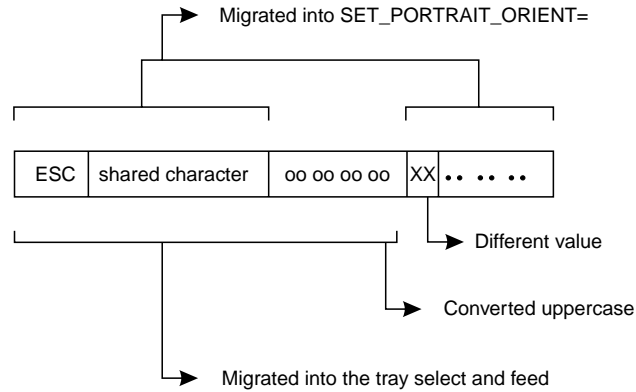 Migrated into SET_PORTRAIT_ORIENT=
ESC shared character oo oo oo oo XX .. .. ..
Different value
Converted uppercase
Migrated into the tray select and feed